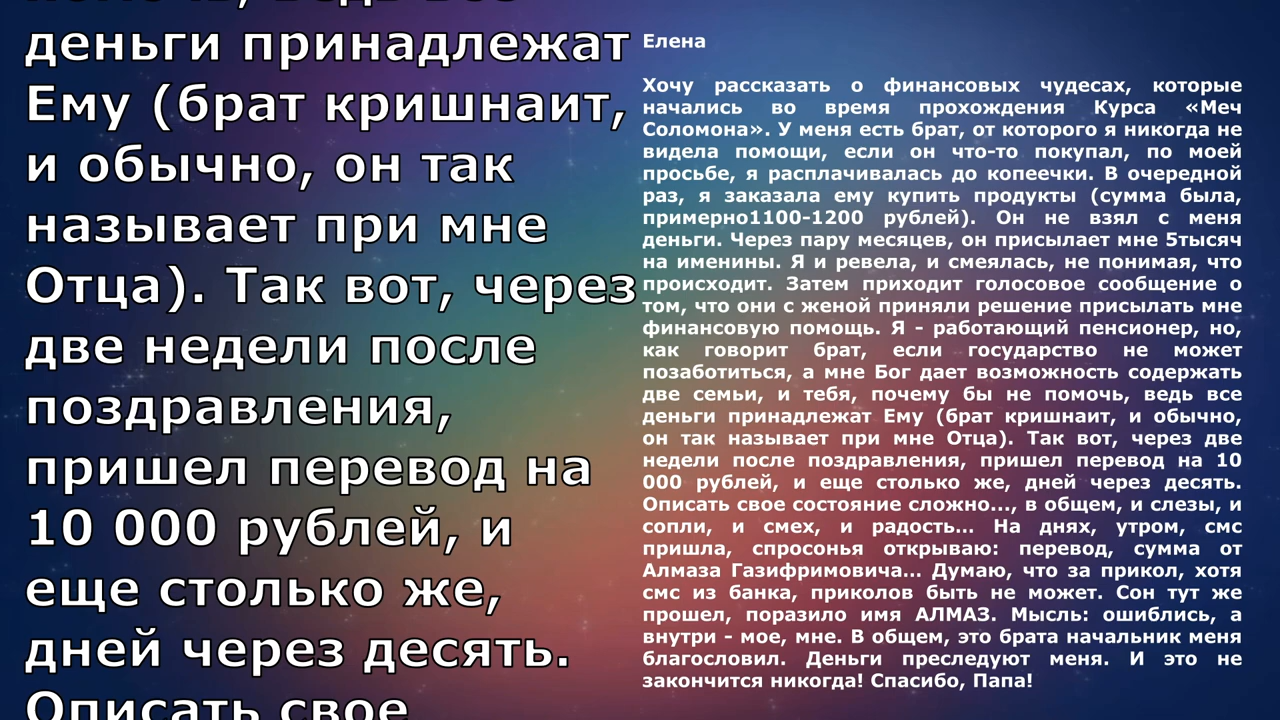 помочь, ведь все
деньги принадлежат
Ему (брат кришнаит,
и обычно, он так
называет при мне
Отца). Так вот, через
две недели после
поздравления,
пришел перевод на
10 000 рублей, и
еще столько же,
дней через десять.
Описать свое
Елена
Хочу рассказать о финансовых чудесах, которые
начались во время прохождения Курса «Меч
Соломона». У меня есть брат, от которого я никогда не
видела помощи, если он что-то покупал, по моей
просьбе, я расплачивалась до копеечки. В очередной
раз, я заказала ему купить продукты (сумма была,
примерно1100-1200 рублей). Он не взял с меня
деньги. Через пару месяцев, он присылает мне 5тысяч
на именины. Я и ревела, и смеялась, не понимая, что
происходит. Затем приходит голосовое сообщение о
том, что они с женой приняли решение присылать мне
финансовую помощь. Я - работающий пенсионер, но,
как говорит брат, если государство не может
позаботиться, а мне Бог дает возможность содержать
две семьи, и тебя, почему бы не помочь, ведь все
деньги принадлежат Ему (брат кришнаит, и обычно,
он так называет при мне Отца). Так вот, через две
недели после поздравления, пришел перевод на 10
000 рублей, и еще столько же, дней через десять.
Описать свое состояние сложно..., в общем, и слезы, и
сопли, и смех, и радость... На днях, утром, смс
пришла, спросонья открываю: перевод, сумма от
Алмаза Газифримовича... Думаю, что за прикол, хотя
смс из банка, приколов быть не может. Сон тут же
прошел, поразило имя АЛМАЗ. Мысль: ошиблись, а
внутри - мое, мне. В общем, это брата начальник меня
благословил. Деньги преследуют меня. И это не
закончится никогда! Спасибо, Папа!